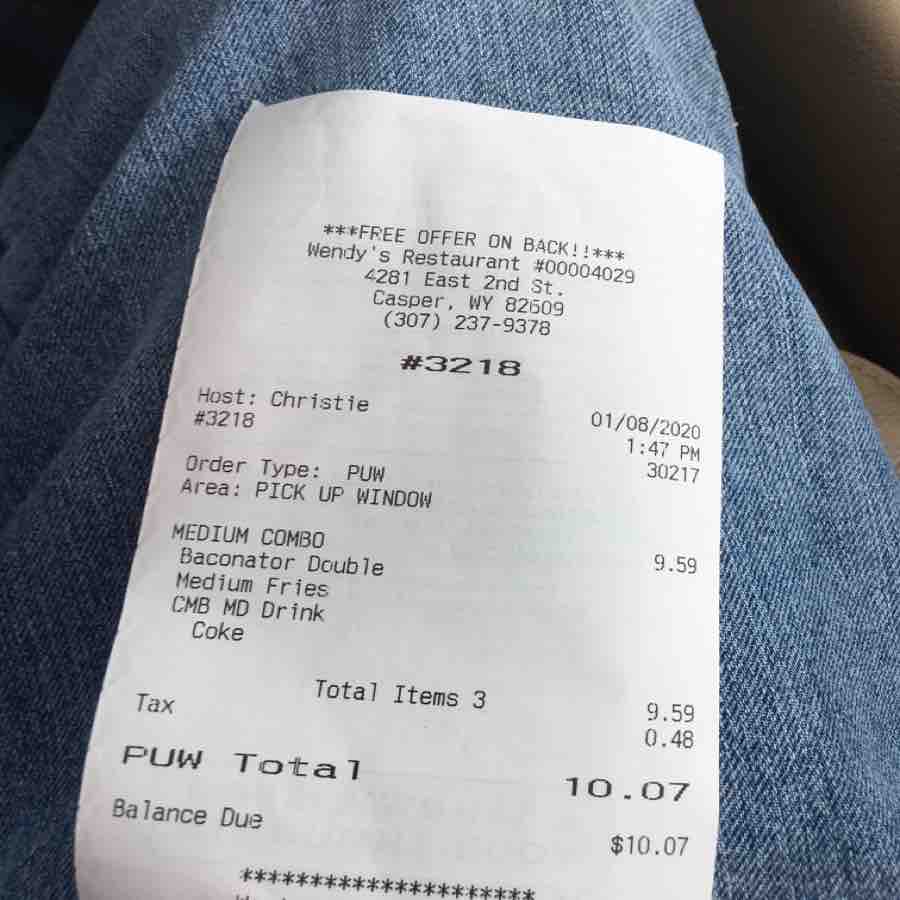 ***FREE OFFER ON BACK!!***
Wendy's Restaurant #00004029
4281 East 2nd St.
Casper, WY 82609
(307) 237-9378
#3218
Host: Christie 01/08/2020
#3218 1:47 PM
30217
Order Type: PUW
Area: PICK UP WINDOW
MEDIUM COMBO 9.59
Baconator Double
Medium Fries
CMB MD Drink
Coke
Total Items 3 9.59
Tax 0.48
PUW Total 10.07
Balance Due $10.07
*********************